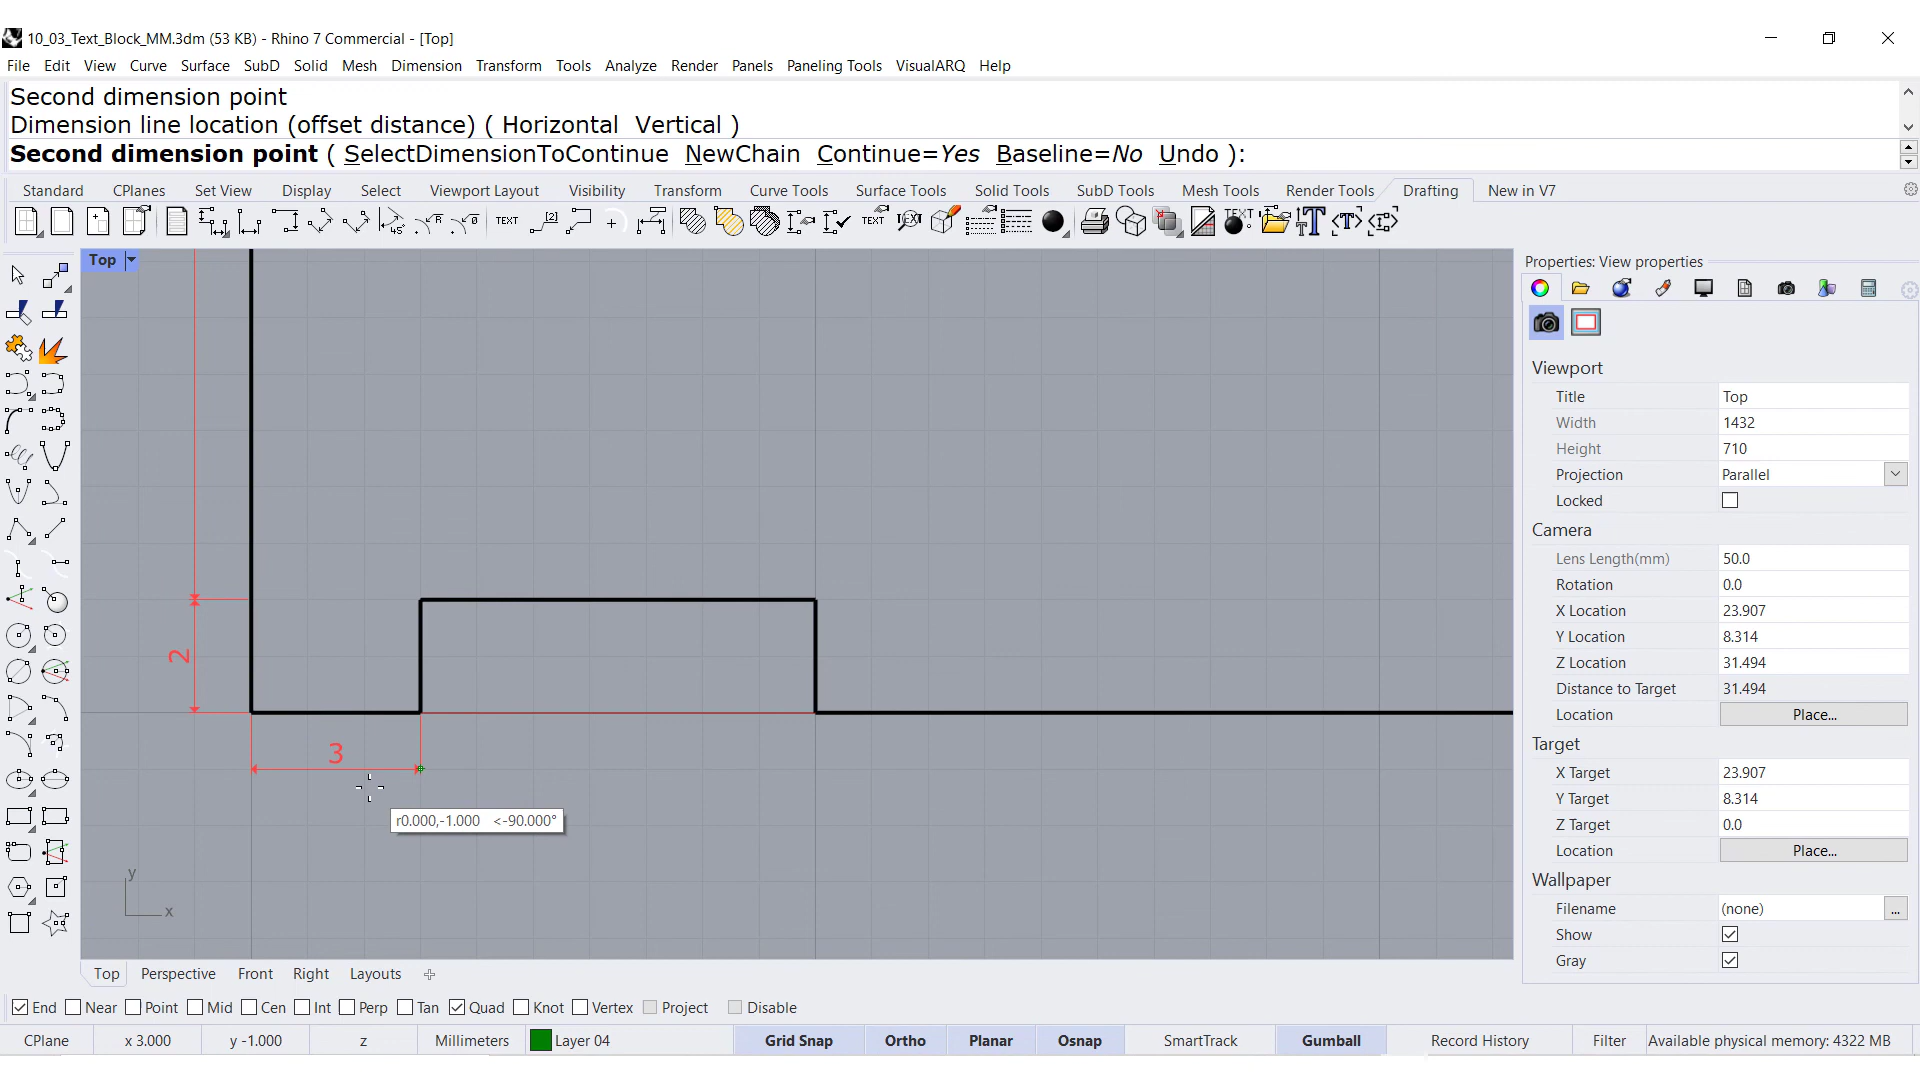 10_03_Text_Block_MM.3dm (53 KB) - Rhino 7 Commercial - [Top]
File Edit View Curve Surface SubD Solid Mesh Dimension Transform Tools Analyze Render Panels Paneling Tools VisualARQ Help
Second dimension point
Dimension line location (offset distance) ( Horizontal Vertical )
Second dimension point ( SelectDimensionToContinue NewChain Continue=Yes Baseline=No Undo ):
Standard CPlanes Set View Display Select Viewport Layout Visibility Transform Curve Tools Surface Tools Solid Tools SubD Tools Mesh Tools Render Tools Drafting New in V7
TEXT
TEXT
TEXT
Top
Properties: View properties
Viewport
Title Top
Width 1432
Height 710
Projection Parallel
Locked
Camera
Lens Length(mm) 50.0
Rotation 0.0
X Location 23.907
Y Location 8.314
Z Location 31.494
Distance to Target 31.494
Location Place...
Target
X Target 23.907
Y Target 8.314
Z Target 0.0
Location Place...
Wallpaper
Filename (none) ...
Show
Gray
2
3
r0.000,-1.000 <-90.000°
y
x
Top Perspective Front Right Layouts
End Near Point Mid Cen Int Perp Tan Quad Knot Vertex Project Disable
CPlane x 3.000 y -1.000 z Millimeters Layer 04 Grid Snap Ortho Planar Osnap SmartTrack Gumball Record History Filter Available physical memory: 4322 MB